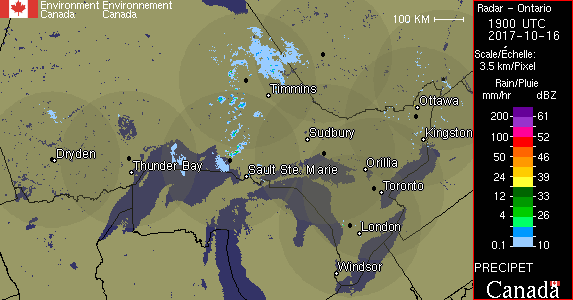 Environment Environnement
Canada Canada
100 KM
Timmins
Ottawa
Sudbury
Kingston
Dryden
Thunder Bay
Sault Ste. Marie
Orillia
Toronto
London
Windsor
Radar - Ontario
1900 UTC
2017-10-16
Scale/Échelle:
3.5 km/Pixel
Rain/Pluie
mm/hr dBZ
200 61
100 52
50 46
24 39
12 33
4 26
0.1 10
PRECIPET
Canada